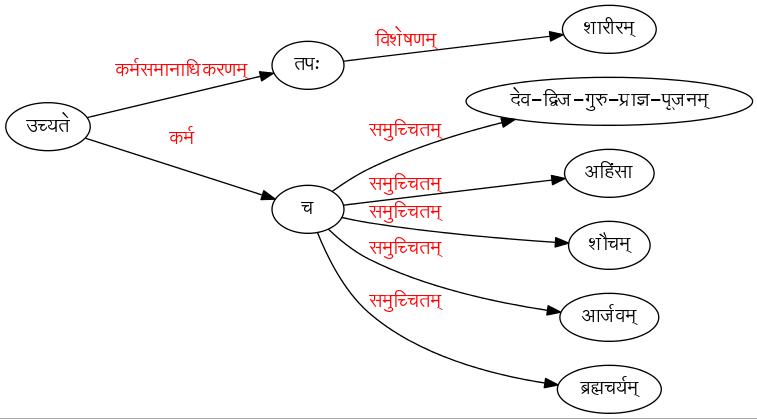 शारीरम्
विशेषणम्
तपः
कर्मसमानाधिकरणम्
देव-द्विज-गुरु-प्राज्ञ-पूजनम्
उच्यते
समुच्चितम्
कर्म
अहिंसा
समुच्चितम्
च
समुच्चितम्
शौचम्
समुच्चितम्
समुच्चितम्
आर्जवम्
ब्रह्मचर्यम्